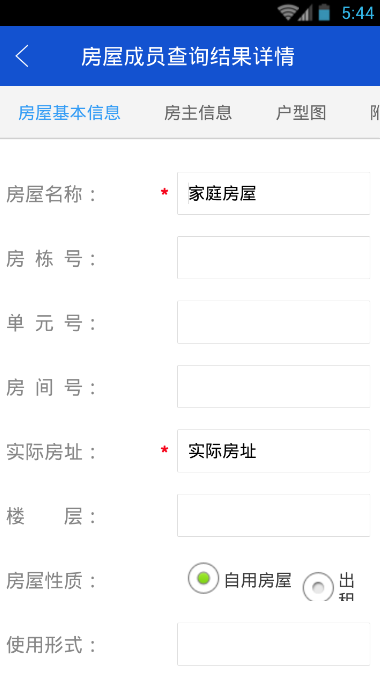 5:44
房屋成员查询结果详情
房屋基本信息 房主信息 户型图 附
房屋名称： * 家庭房屋
房 栋 号：
单 元 号：
房 间 号：
实际房址： * 实际房址
楼 层：
房屋性质： 自用房屋 出
租
使用形式：